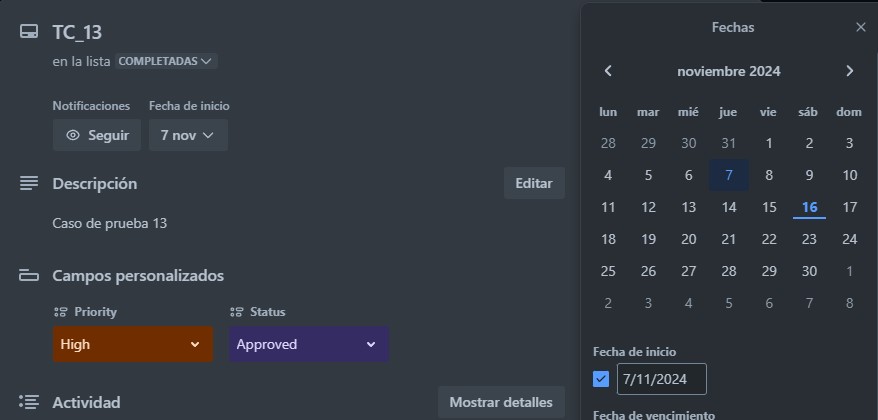 TC_13
en la lista COMPLETADAS
Notificaciones Fecha de inicio
Seguir 7 nov
Descripción Editar
Caso de prueba 13
Campos personalizados
Priority Status
High Approved
Actividad Mostrar detalles
Fechas
noviembre 2024
lun mar mié jue vie sáb dom
28 29 30 31 1 2 3
4 5 6 7 8 9 10
11 12 13 14 15 16 17
18 19 20 21 22 23 24
25 26 27 28 29 30 1
2 3 4 5 6 7 8
Fecha de inicio
7/11/2024
Fecha de vencimiento